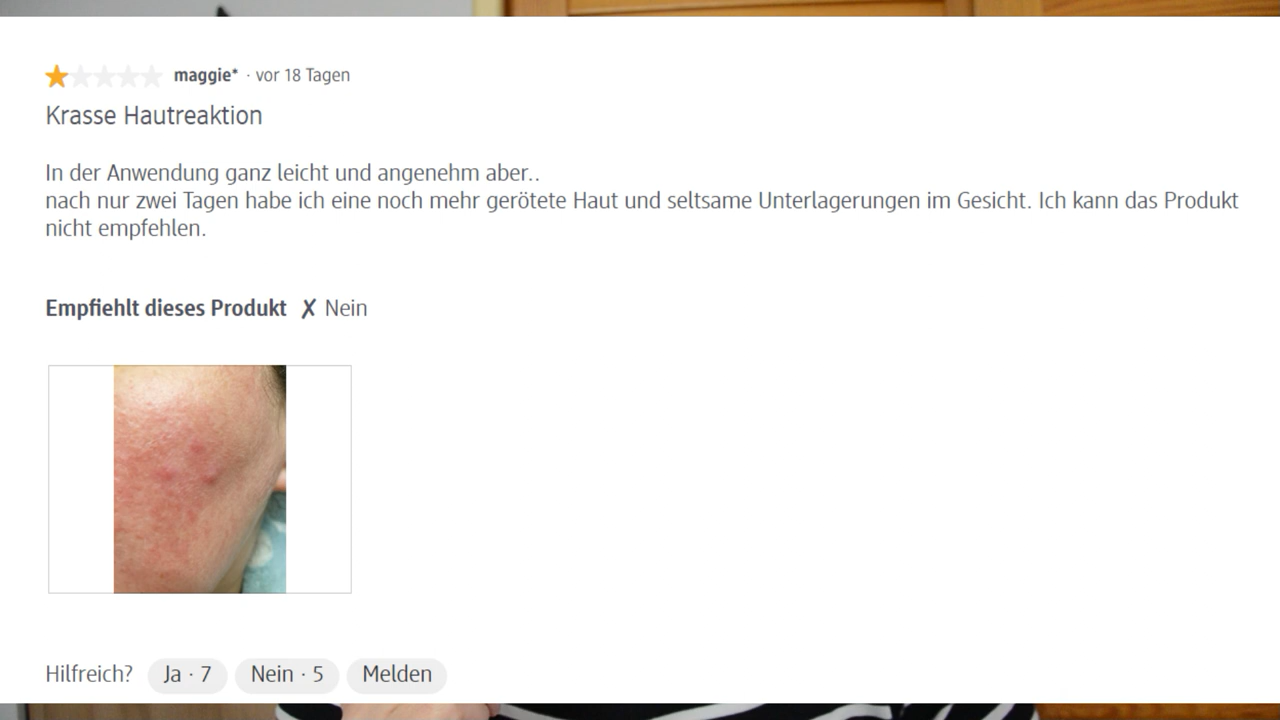 maggie* · vor 18 Tagen
Krasse Hautreaktion
In der Anwendung ganz leicht und angenehm aber..
nach nur zwei Tagen habe ich eine noch mehr gerötete Haut und seltsame Unterlagerungen im Gesicht. Ich kann das Produkt
nicht empfehlen.
Empfiehlt dieses Produkt ✗ Nein
Hilfreich? Ja · 7 Nein · 5 Melden